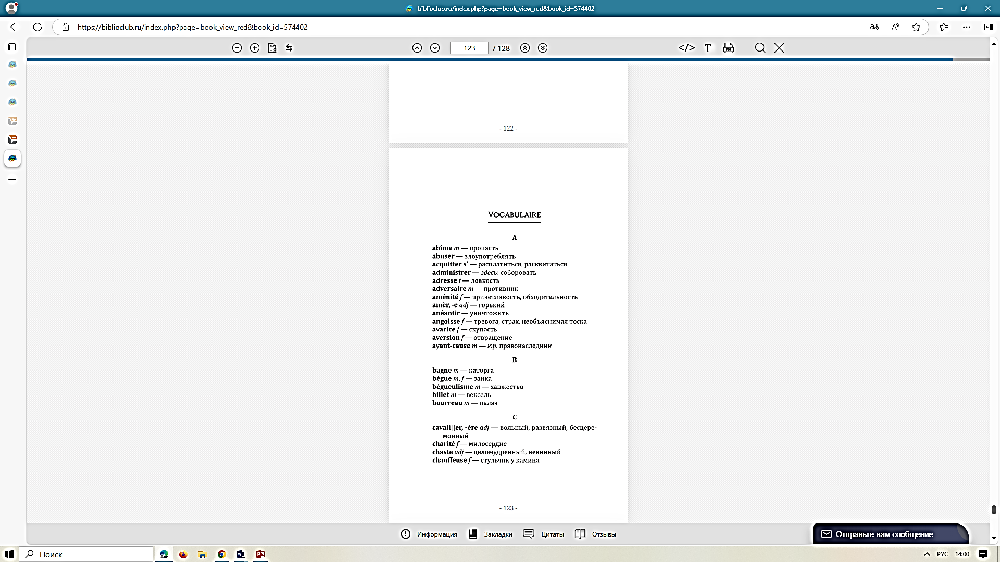 biblioclub.ru/index.php?page=book_view_red&book_id=574402
https://biblioclub.ru/index.php?page=book_view_red&book_id=574402
123 / 128
- 122 -
VOCABULAIRE
A
abîme m — пропасть
abuser — злоупотреблять
acquitter s' — расплатиться, расквитаться
administrer — здесь: соборовать
adresse f — ловкость
adversaire m — противник
aménité f — приветливость, обходительность
amèr, -e adj — горький
anéantir — уничтожить
angoisse f — тревога, страх, необъяснимая тоска
avarice f — скупость
aversion f — отвращение
ayant-cause m — юр. правонаследник
B
bagne m — каторга
bègue m, f — заика
bégueulisme m — ханжество
billet m — вексель
bourreau m — палач
C
cavali||er, -ère adj — вольный, развязный, бесцере-
монный
charité f — милосердие
chaste adj — целомудренный, невинный
chauffeuse f — стульчик у камина
- 123 -
Информация Закладки Цитаты Отзывы
Отправьте нам сообщение
Поиск
РУС 14:00